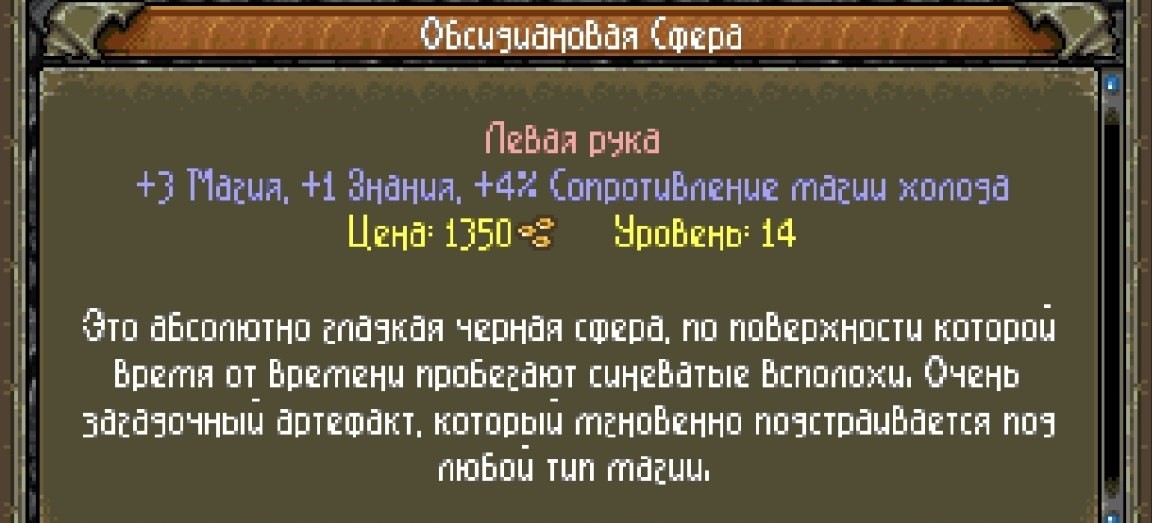 Обсидиановая Сфера
Левая рука
+3 Магия, +1 Знания, +4% Сопротивление магии холода
Цена: 1350 Уровень: 14
Это абсолютно гладкая черная сфера, по поверхности которой
время от времени пробегают синеватые всполохи. Очень
загадочный артефакт, который мгновенно подстраивается под
любой тип магии.